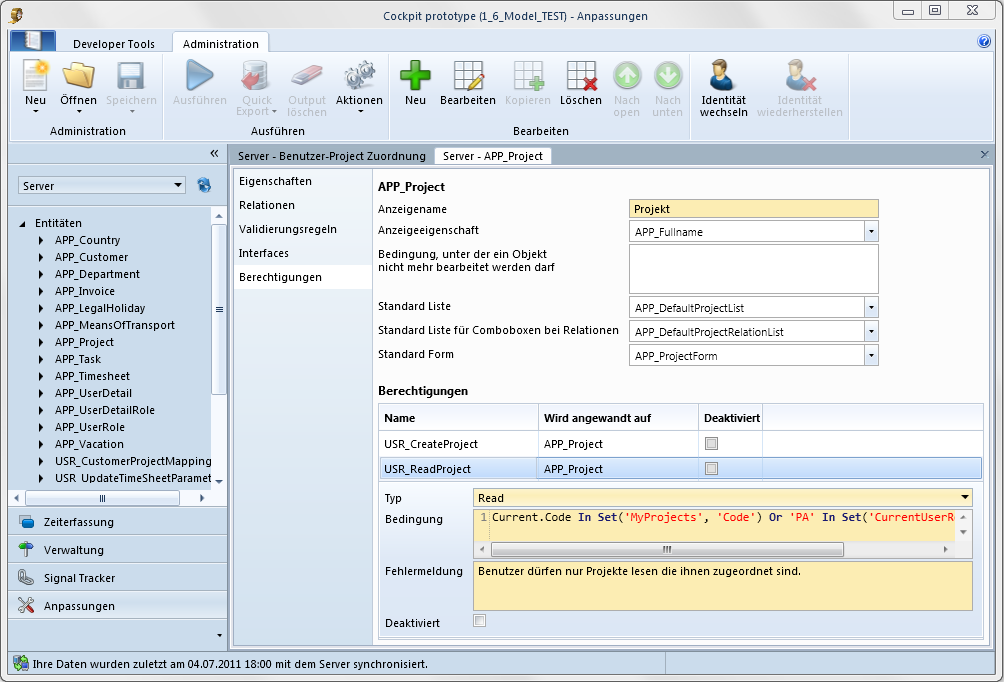 Cockpit prototype (1_6_Model_TEST) - Anpassungen
Developer Tools
Administration
Neu
Öffnen
Speichern
Administration
Ausführen
Quick
Export
Output
löschen
Aktionen
Ausführen
Neu
Bearbeiten
Kopieren
Löschen
Nach
open
Nach
unten
Bearbeiten
Identität
wechseln
Identität
wiederherstellen
Server
Entitäten
APP_Country
APP_Customer
APP_Department
APP_Invoice
APP_LegalHoliday
APP_MeansOfTransport
APP_Project
APP_Task
APP_Timesheet
APP_UserDetail
APP_UserDetailRole
APP_UserRole
APP_Vacation
USR_CustomerProjectMapping
USR_UpdateTimeSheetParamet
Zeiterfassung
Verwaltung
Signal Tracker
Anpassungen
Server - Benutzer-Project Zuordnung
Server - APP_Project
Eigenschaften
Relationen
Validierungsregeln
Interfaces
Berechtigungen
APP_Project
Anzeigename
Projekt
Anzeigeeigenschaft
APP_Fullname
Bedingung, unter der ein Objekt
nicht mehr bearbeitet werden darf
Standard Liste
APP_DefaultProjectList
Standard Liste für Comboboxen bei Relationen
APP_DefaultProjectRelationList
Standard Form
APP_ProjectForm
Berechtigungen
Name Wird angewandt auf Deaktiviert
USR_CreateProject APP_Project
USR_ReadProject APP_Project
Typ
Read
Bedingung
1 Current.Code In Set('MyProjects', 'Code') Or 'PA' In Set('CurrentUserR
Fehlermeldung
Benutzer dürfen nur Projekte lesen die ihnen zugeordnet sind.
Deaktiviert
Ihre Daten wurden zuletzt am 04.07.2011 18:00 mit dem Server synchronisiert.